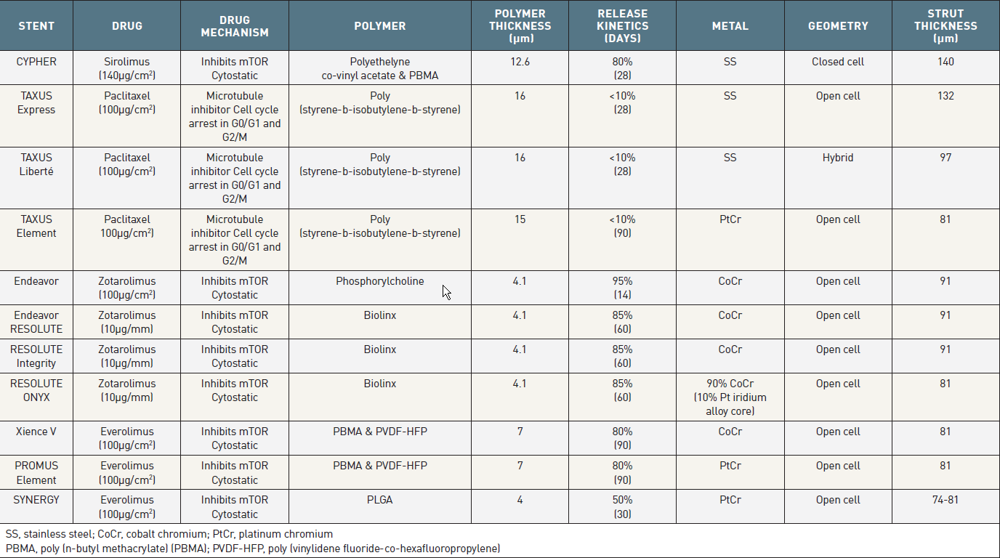 STENT
DRUG
DRUG
MECHANISM
POLYMER
POLYMER
THICKNESS
(µm)
RELEASE
KINETICS
(DAYS)
METAL
GEOMETRY
STRUT
THICKNESS
(µm)
CYPHER
Sirolimus
(140µg/cm²)
Inhibits mTOR
Cytostatic
Polyethelyne
co-vinyl acetate & PBMA
12.6
80%
(28)
SS
Closed cell
140
TAXUS
Express
Paclitaxel
(100µg/cm²)
Microtubule
inhibitor Cell cycle
arrest in G0/G1 and
G2/M
Poly
(styrene-b-isobutylene-b-styrene)
16
<10%
(28)
SS
Open cell
132
TAXUS
Liberté
Paclitaxel
(100µg/cm²)
Microtubule
inhibitor Cell cycle
arrest in G0/G1 and
G2/M
Poly
(styrene-b-isobutylene-b-styrene)
16
<10%
(28)
SS
Hybrid
97
TAXUS
Element
Paclitaxel
100µg/cm²)
Microtubule
inhibitor Cell cycle
arrest in G0/G1 and
G2/M
Poly
(styrene-b-isobutylene-b-styrene)
15
<10%
(90)
PtCr
Open cell
81
Endeavor
Zotarolimus
(100µg/cm²)
Inhibits mTOR
Cytostatic
Phosphorylcholine
4.1
95%
(14)
CoCr
Open cell
91
Endeavor
RESOLUTE
Zotarolimus
(10µg/mm)
Inhibits mTOR
Cytostatic
Biolinx
4.1
85%
(60)
CoCr
Open cell
91
RESOLUTE
Integrity
Zotarolimus
(10µg/mm)
Inhibits mTOR
Cytostatic
Biolinx
4.1
85%
(60)
CoCr
Open cell
91
RESOLUTE
ONYX
Zotarolimus
(10µg/mm)
Inhibits mTOR
Cytostatic
Biolinx
4.1
85%
(60)
90% CoCr
(10% Pt iridium
alloy core)
Open cell
81
Xience V
Everolimus
(100µg/cm²)
Inhibits mTOR
Cytostatic
PBMA & PVDF-HFP
7
80%
(90)
CoCr
Open cell
81
PROMUS
Element
Everolimus
(100µg/cm²)
Inhibits mTOR
Cytostatic
PBMA & PVDF-HFP
7
80%
(90)
PtCr
Open cell
81
SYNERGY
Everolimus
(100µg/cm²)
Inhibits mTOR
Cytostatic
PLGA
4
50%
(30)
PtCr
Open cell
74-81
SS, stainless steel; CoCr, cobalt chromium; PtCr, platinum chromium
PBMA, poly (n-butyl methacrylate) (PBMA); PVDF-HFP, poly (vinylidene fluoride-co-hexafluoropropylene)